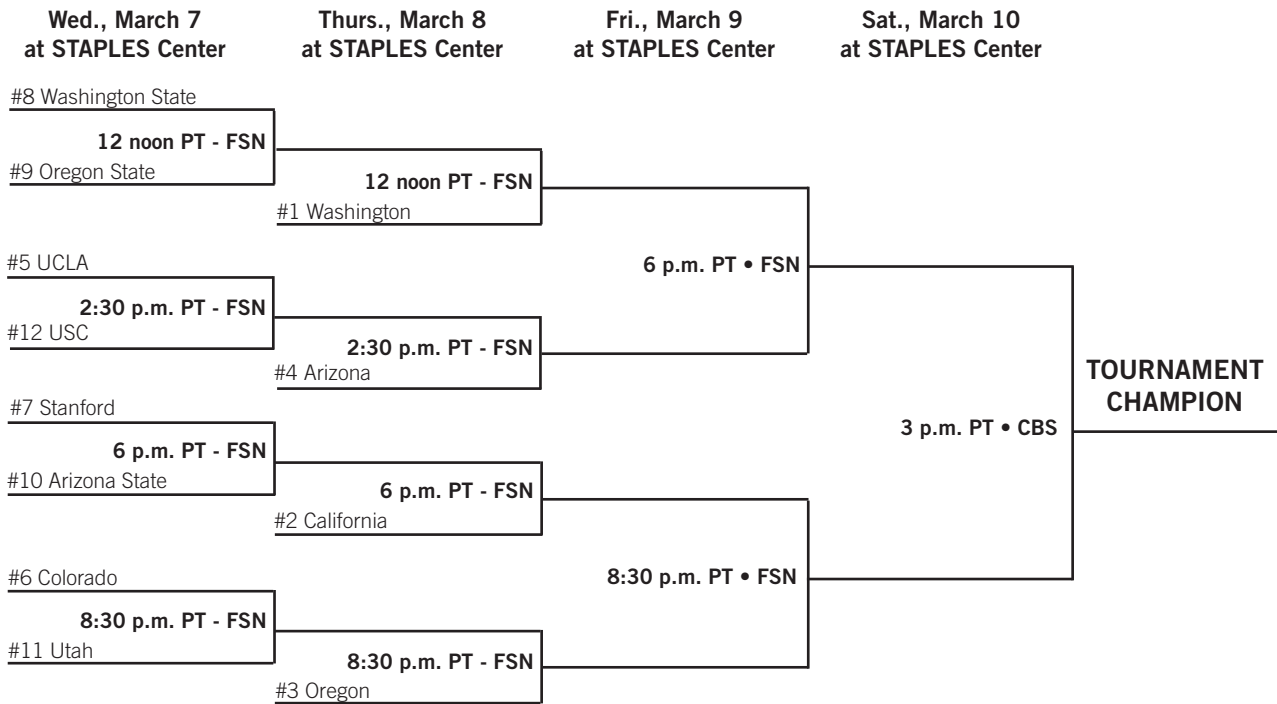 Wed., March 7
at STAPLES Center
Thurs., March 8
at STAPLES Center
Fri., March 9
at STAPLES Center
Sat., March 10
at STAPLES Center
#8 Washington State
12 noon PT - FSN
#9 Oregon State
12 noon PT - FSN
#1 Washington
#5 UCLA
2:30 p.m. PT - FSN
#12 USC
2:30 p.m. PT - FSN
#4 Arizona
6 p.m. PT • FSN
#7 Stanford
6 p.m. PT - FSN
#10 Arizona State
6 p.m. PT - FSN
#2 California
#6 Colorado
8:30 p.m. PT - FSN
#11 Utah
8:30 p.m. PT - FSN
#3 Oregon
8:30 p.m. PT • FSN
3 p.m. PT • CBS
TOURNAMENT
CHAMPION